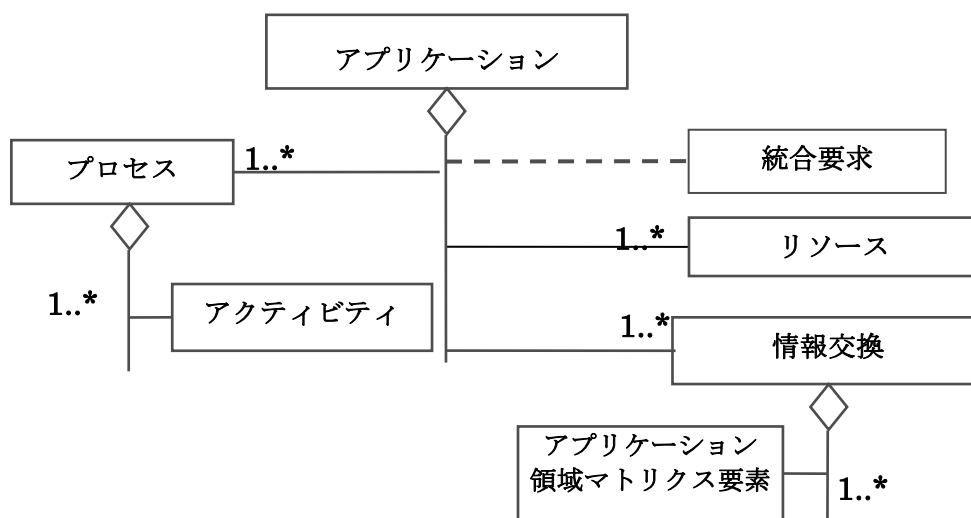 アプリケーション
プロセス
1..*
統合要求
1..*
リソース
1..*
アクティビティ
1..*
情報交換
アプリケーション
領域マトリクス要素
1..*